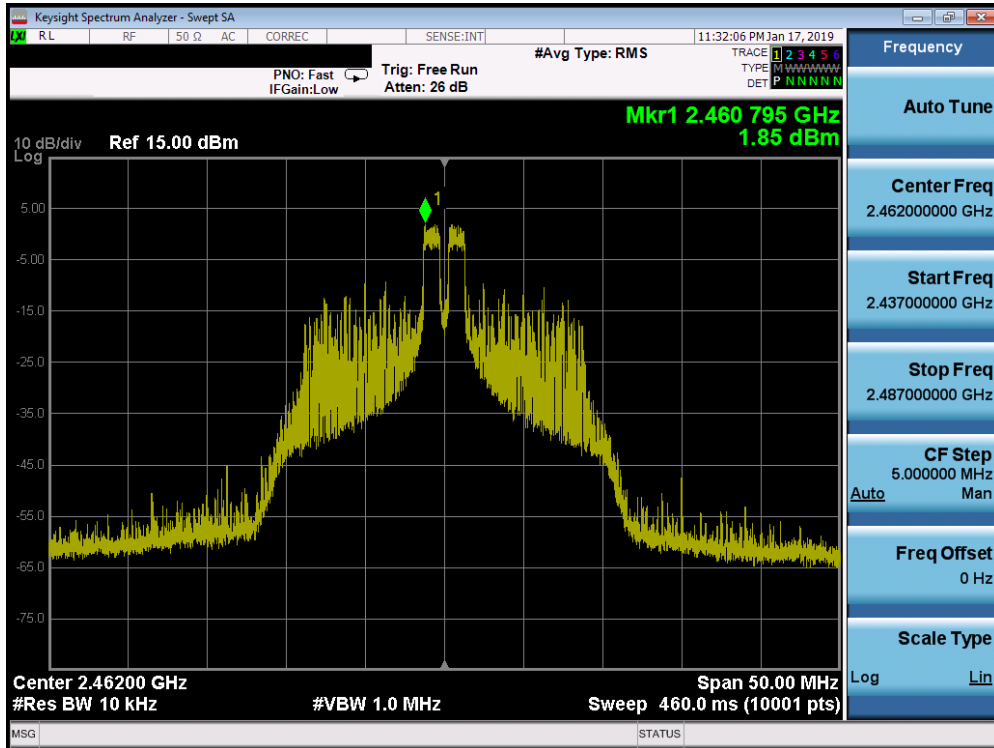 Keysight Spectrum Analyzer - Swept SA
LXI RL RF 50 Ω AC CORREC SENSE:INT 11:32:06 PM Jan 17, 2019
#Avg Type: RMS TRACE 1 2 3 4 5 6
PNO: Fast Trig: Free Run TYPE M W W W W W
IFGain:Low Atten: 26 dB DET P N N N N N
Mkr1 2.460 795 GHz
1.85 dBm
10 dB/div Ref 15.00 dBm
Log
1
5.00
-5.00
-15.0
-25.0
-35.0
-45.0
-55.0
-65.0
-75.0
Center 2.46200 GHz Span 50.00 MHz
#Res BW 10 kHz #VBW 1.0 MHz Sweep 460.0 ms (10001 pts)
MSG STATUS
Frequency
Auto Tune
Center Freq
2.462000000 GHz
Start Freq
2.437000000 GHz
Stop Freq
2.487000000 GHz
CF Step
5.000000 MHz
Auto Man
Freq Offset
0 Hz
Scale Type
Log Lin